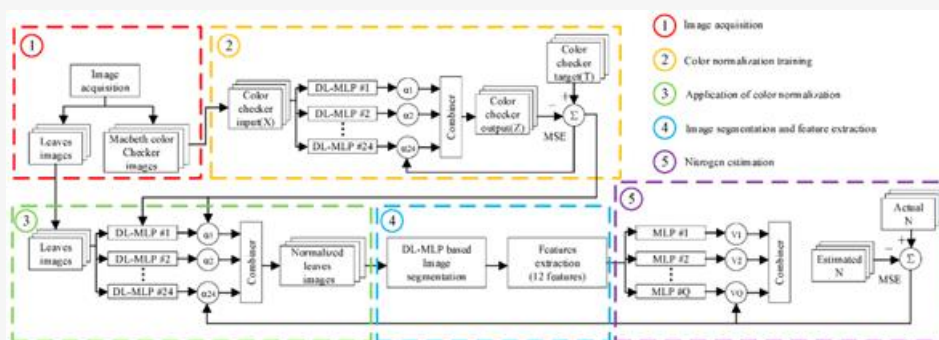 1
Image
acquisition
Leaves
images
Macbeth color
Checker
images
2
Color
checker
input(X)
DL-MLP #1
DL-MLP #2
DL-MLP #24
α1
α2
α24
Combiner
Color
checker
output(Z)
Color
checker
target(T)
+
−
Σ
MSE
1 Image acquisition
2 Color normalization training
3 Application of color normalization
4 Image segmentation and feature extraction
5 Nitrogen estimation
3
Leaves
images
DL-MLP #1
DL-MLP #2
DL-MLP #24
α1
α2
α24
Combiner
Normalized
leaves
images
4
DL-MLP based
Image
segmentation
Features
extraction
(12 features)
5
MLP #1
MLP #2
MLP #Q
V1
V2
VQ
Combiner
Estimated
N
Actual
N
+
−
Σ
MSE